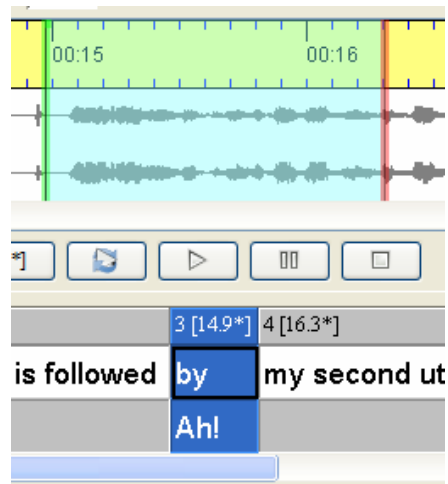 00:15 00:16
*]
3 [14.9*] 4 [16.3*]
is followed by my second ut
Ah!